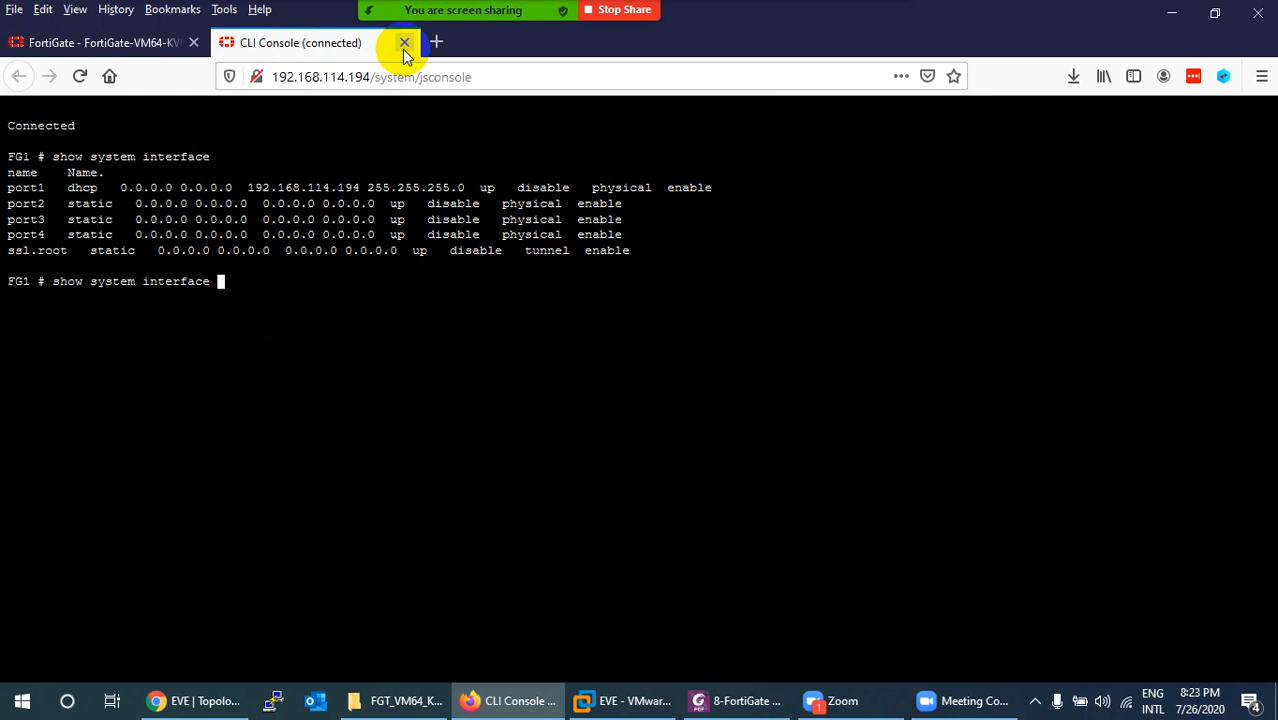 File Edit View History Bookmarks Tools Help
You are screen sharing
Stop Share
FortiGate - FortiGate-VM64-KV
CLI Console (connected)
192.168.114.194/system/jsconsole
Connected
FG1 # show system interface
name Name.
port1 dhcp 0.0.0.0 0.0.0.0 192.168.114.194 255.255.255.0 up disable physical enable
port2 static 0.0.0.0 0.0.0.0 0.0.0.0 0.0.0.0 up disable physical enable
port3 static 0.0.0.0 0.0.0.0 0.0.0.0 0.0.0.0 up disable physical enable
port4 static 0.0.0.0 0.0.0.0 0.0.0.0 0.0.0.0 up disable physical enable
ssl.root static 0.0.0.0 0.0.0.0 0.0.0.0 0.0.0.0 up disable tunnel enable
FG1 # show system interface
EVE | Topolo...
FGT_VM64_K...
CLI Console ...
EVE - VMwar...
8-FortiGate ...
1
Zoom
Meeting Co...
ENG
INTL
8:23 PM
7/26/2020
4